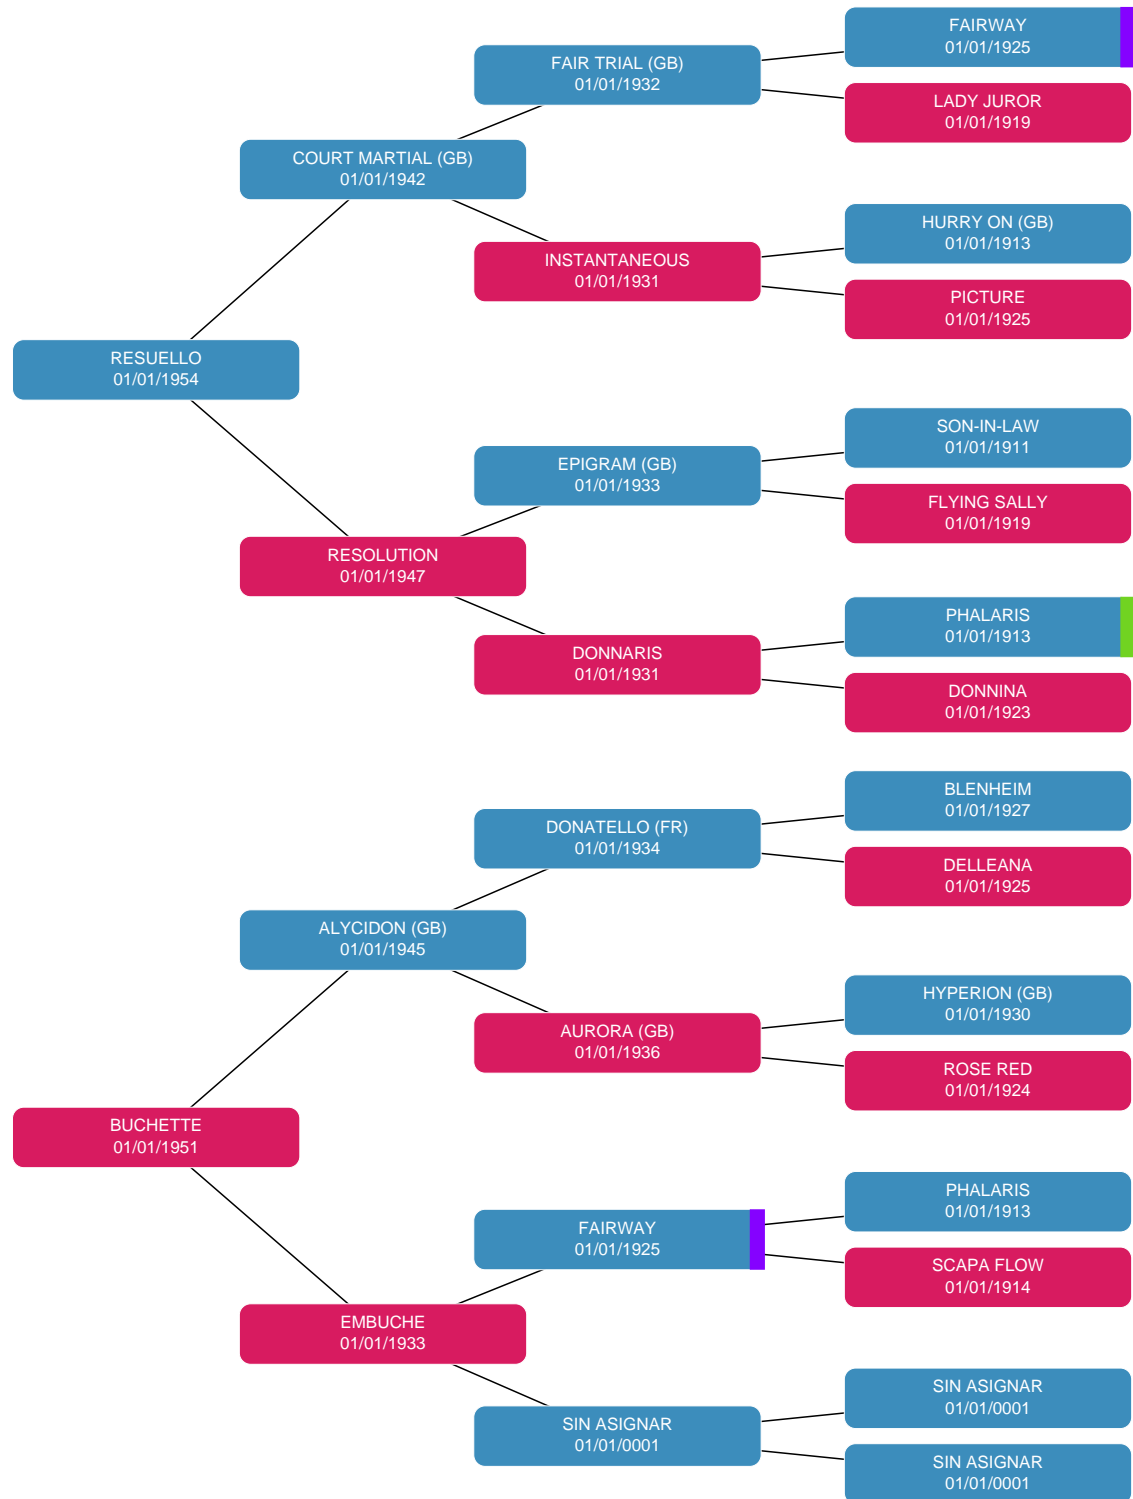 FAIRWAY
01/01/1925
FAIR TRIAL (GB)
01/01/1932
LADY JUROR
01/01/1919
COURT MARTIAL (GB)
01/01/1942
HURRY ON (GB)
01/01/1913
INSTANTANEOUS
01/01/1931
PICTURE
01/01/1925
RESUELLO
01/01/1954
SON-IN-LAW
01/01/1911
EPIGRAM (GB)
01/01/1933
FLYING SALLY
01/01/1919
RESOLUTION
01/01/1947
PHALARIS
01/01/1913
DONNARIS
01/01/1931
DONNINA
01/01/1923
BLENHEIM
01/01/1927
DONATELLO (FR)
01/01/1934
DELLEANA
01/01/1925
ALYCIDON (GB)
01/01/1945
HYPERION (GB)
01/01/1930
AURORA (GB)
01/01/1936
ROSE RED
01/01/1924
BUCHETTE
01/01/1951
PHALARIS
01/01/1913
FAIRWAY
01/01/1925
SCAPA FLOW
01/01/1914
EMBUCHE
01/01/1933
SIN ASIGNAR
01/01/0001
SIN ASIGNAR
01/01/0001
SIN ASIGNAR
01/01/0001